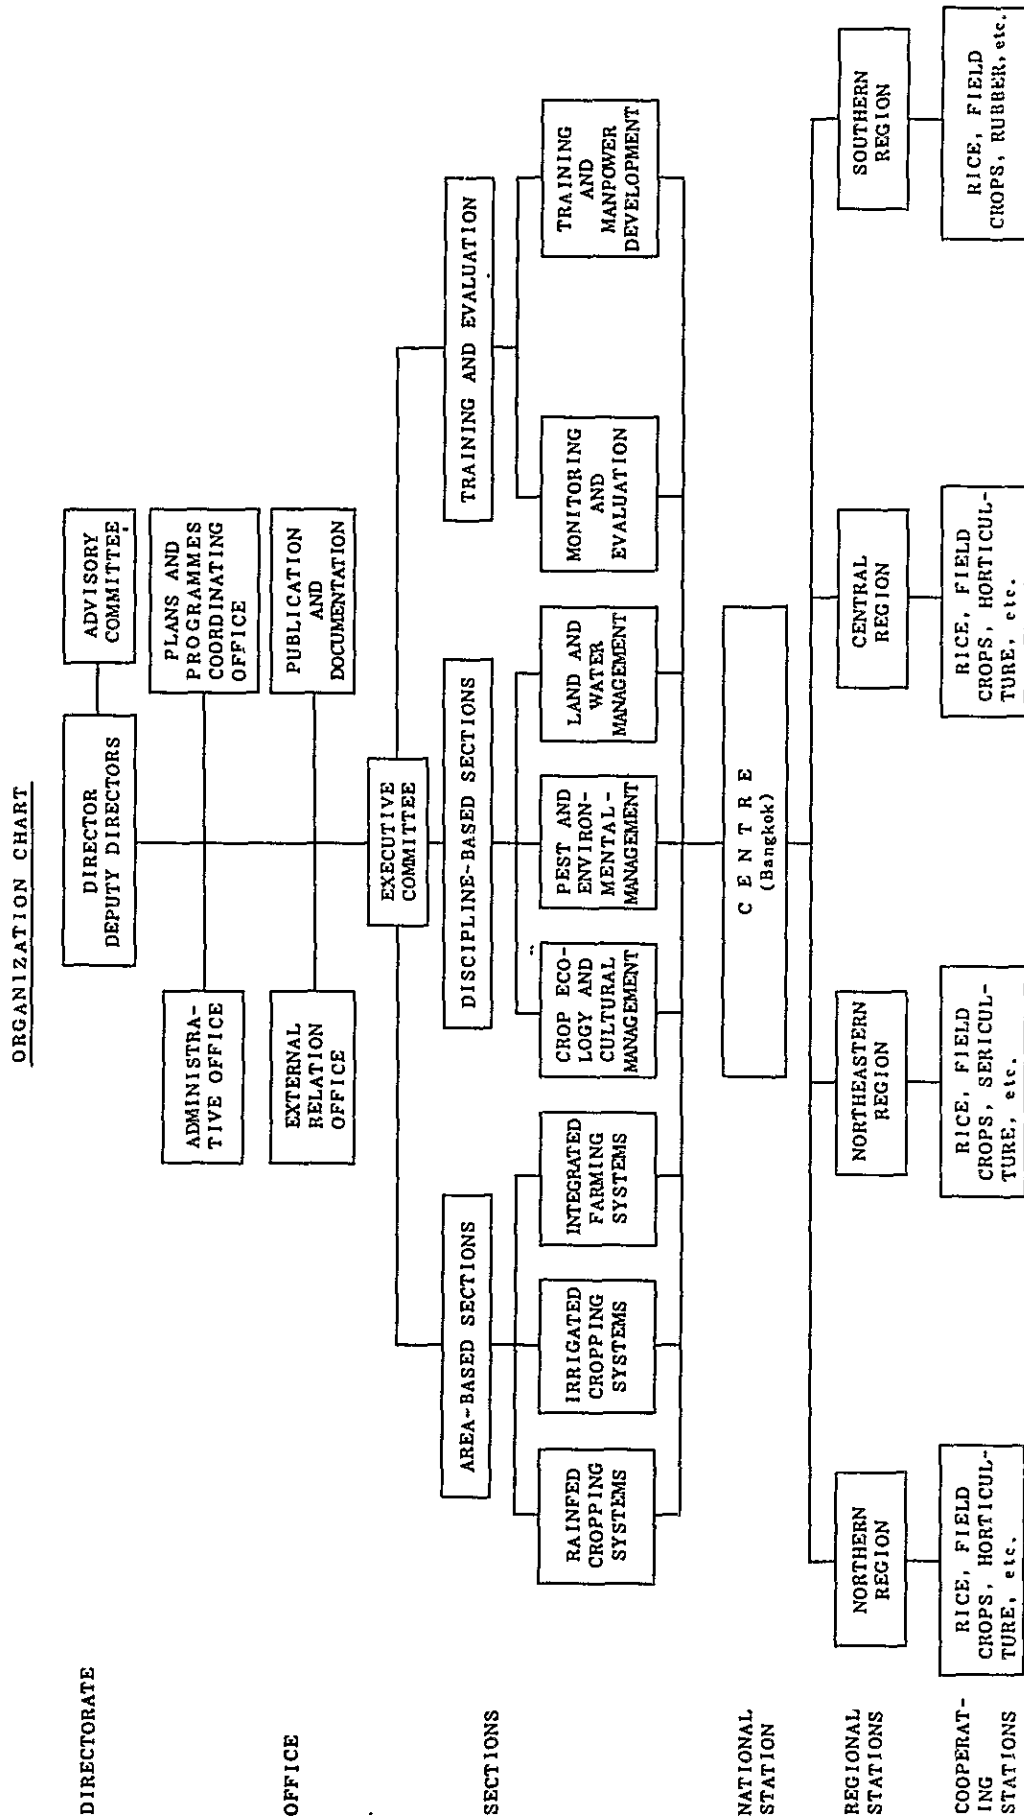 ORGANIZATION CHART
DIRECTORATE
DIRECTOR
DEPUTY DIRECTORS
ADVISORY
COMMITTEE
OFFICE
ADMINISTRA-
TIVE OFFICE
PLANS AND
PROGRAMMES
COORDINATING
OFFICE
EXTERNAL
RELATION
OFFICE
PUBLICATION
AND
DOCUMENTATION
EXECUTIVE
COMMITTEE
SECTIONS
AREA-BASED SECTIONS
DISCIPLINE-BASED SECTIONS
TRAINING AND EVALUATION
RAINFED
CROPPING
SYSTEMS
IRRIGATED
CROPPING
SYSTEMS
INTEGRATED
FARMING
SYSTEMS
CROP ECO-
LOGY AND
CULTURAL
MANAGEMENT
PEST AND
ENVIRON-
MENTAL-
MANAGEMENT
LAND AND
WATER
MANAGEMENT
MONITORING
AND
EVALUATION
TRAINING
AND
MANPOWER
DEVELOPMENT
NATIONAL
STATION
C E N T R E
(Bangkok)
REGIONAL
STATIONS
NORTHERN
REGION
NORTHEASTERN
REGION
CENTRAL
REGION
SOUTHERN
REGION
COOPERAT-
ING
STATIONS
RICE, FIELD
CROPS, HORTICUL-
TURE, etc.
RICE, FIELD
CROPS, SERICUL-
TURE, etc.
RICE, FIELD
CROPS, HORTICUL-
TURE, etc.
RICE, FIELD
CROPS, RUBBER, etc.